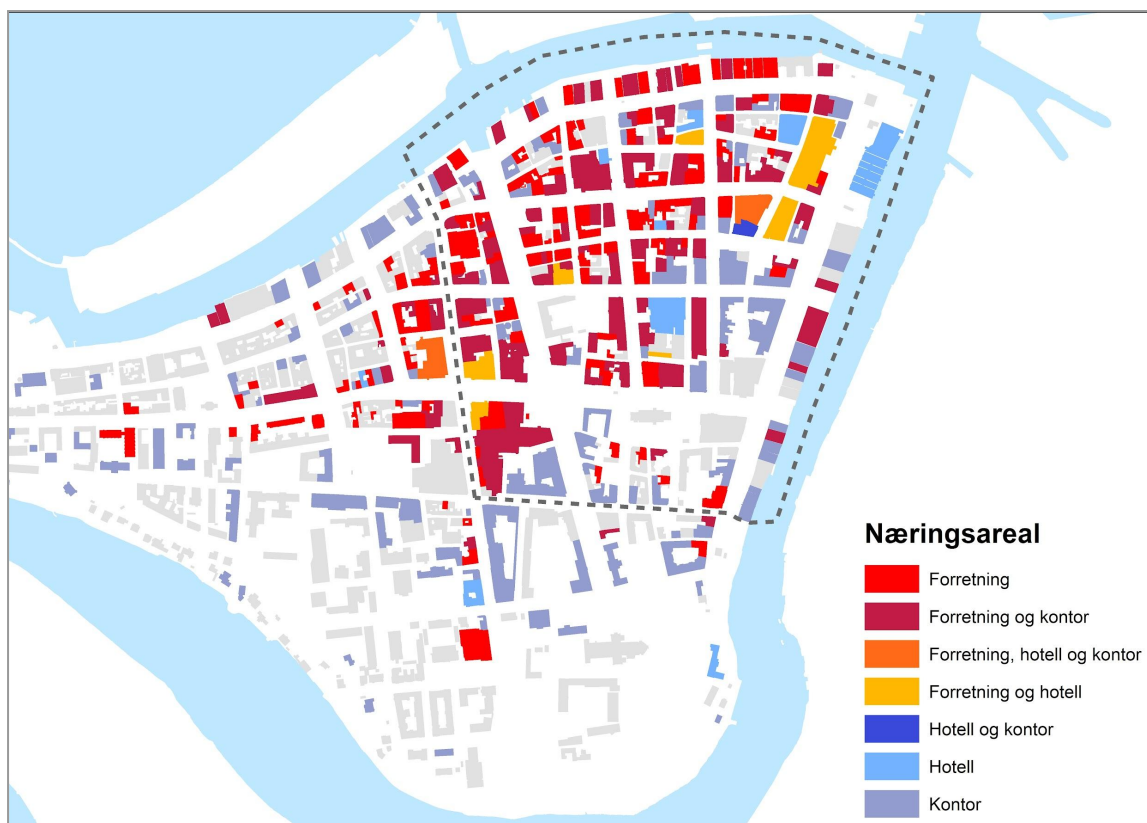 Næringsareal
Forretning
Forretning og kontor
Forretning, hotell og kontor
Forretning og hotell
Hotell og kontor
Hotell
Kontor